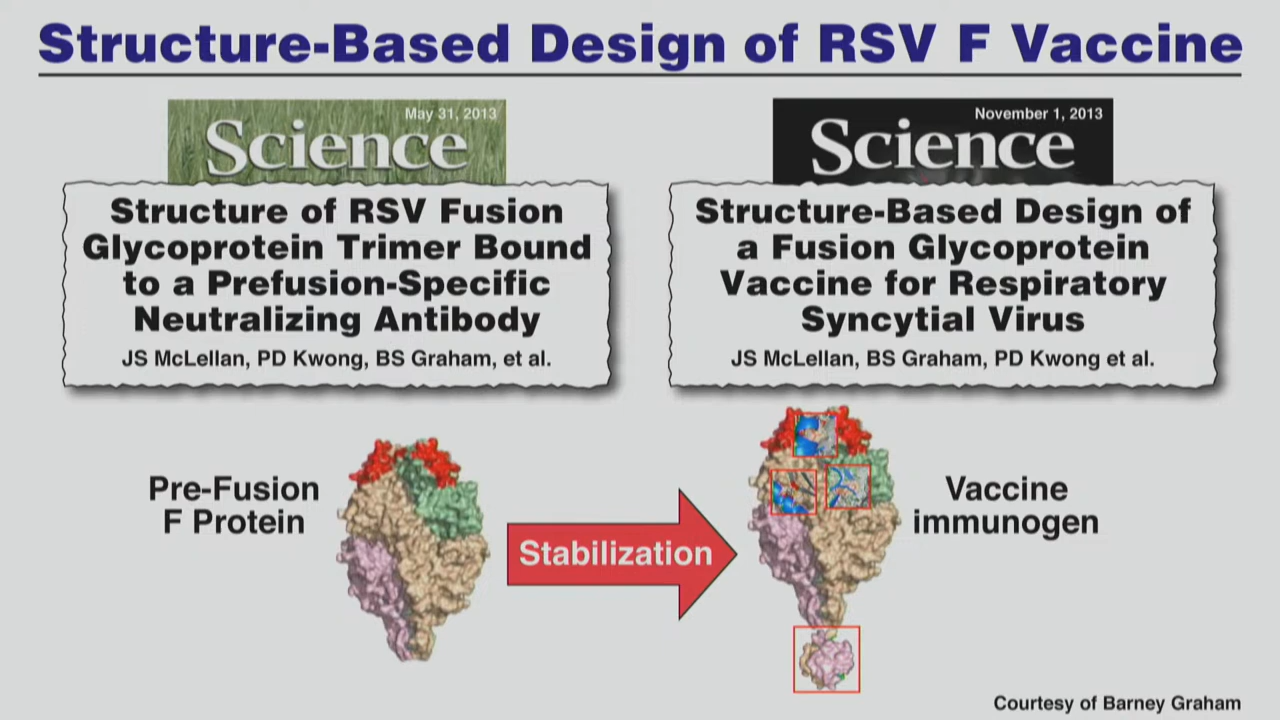 Structure-Based Design of RSV F Vaccine
May 31, 2013
Science
Structure of RSV Fusion
Glycoprotein Trimer Bound
to a Prefusion-Specific
Neutralizing Antibody
JS McLellan, PD Kwong, BS Graham, et al.
November 1, 2013
Science
Structure-Based Design of
a Fusion Glycoprotein
Vaccine for Respiratory
Syncytial Virus
JS McLellan, BS Graham, PD Kwong et al.
Pre-Fusion
F Protein
Stabilization
Vaccine
immunogen
Courtesy of Barney Graham